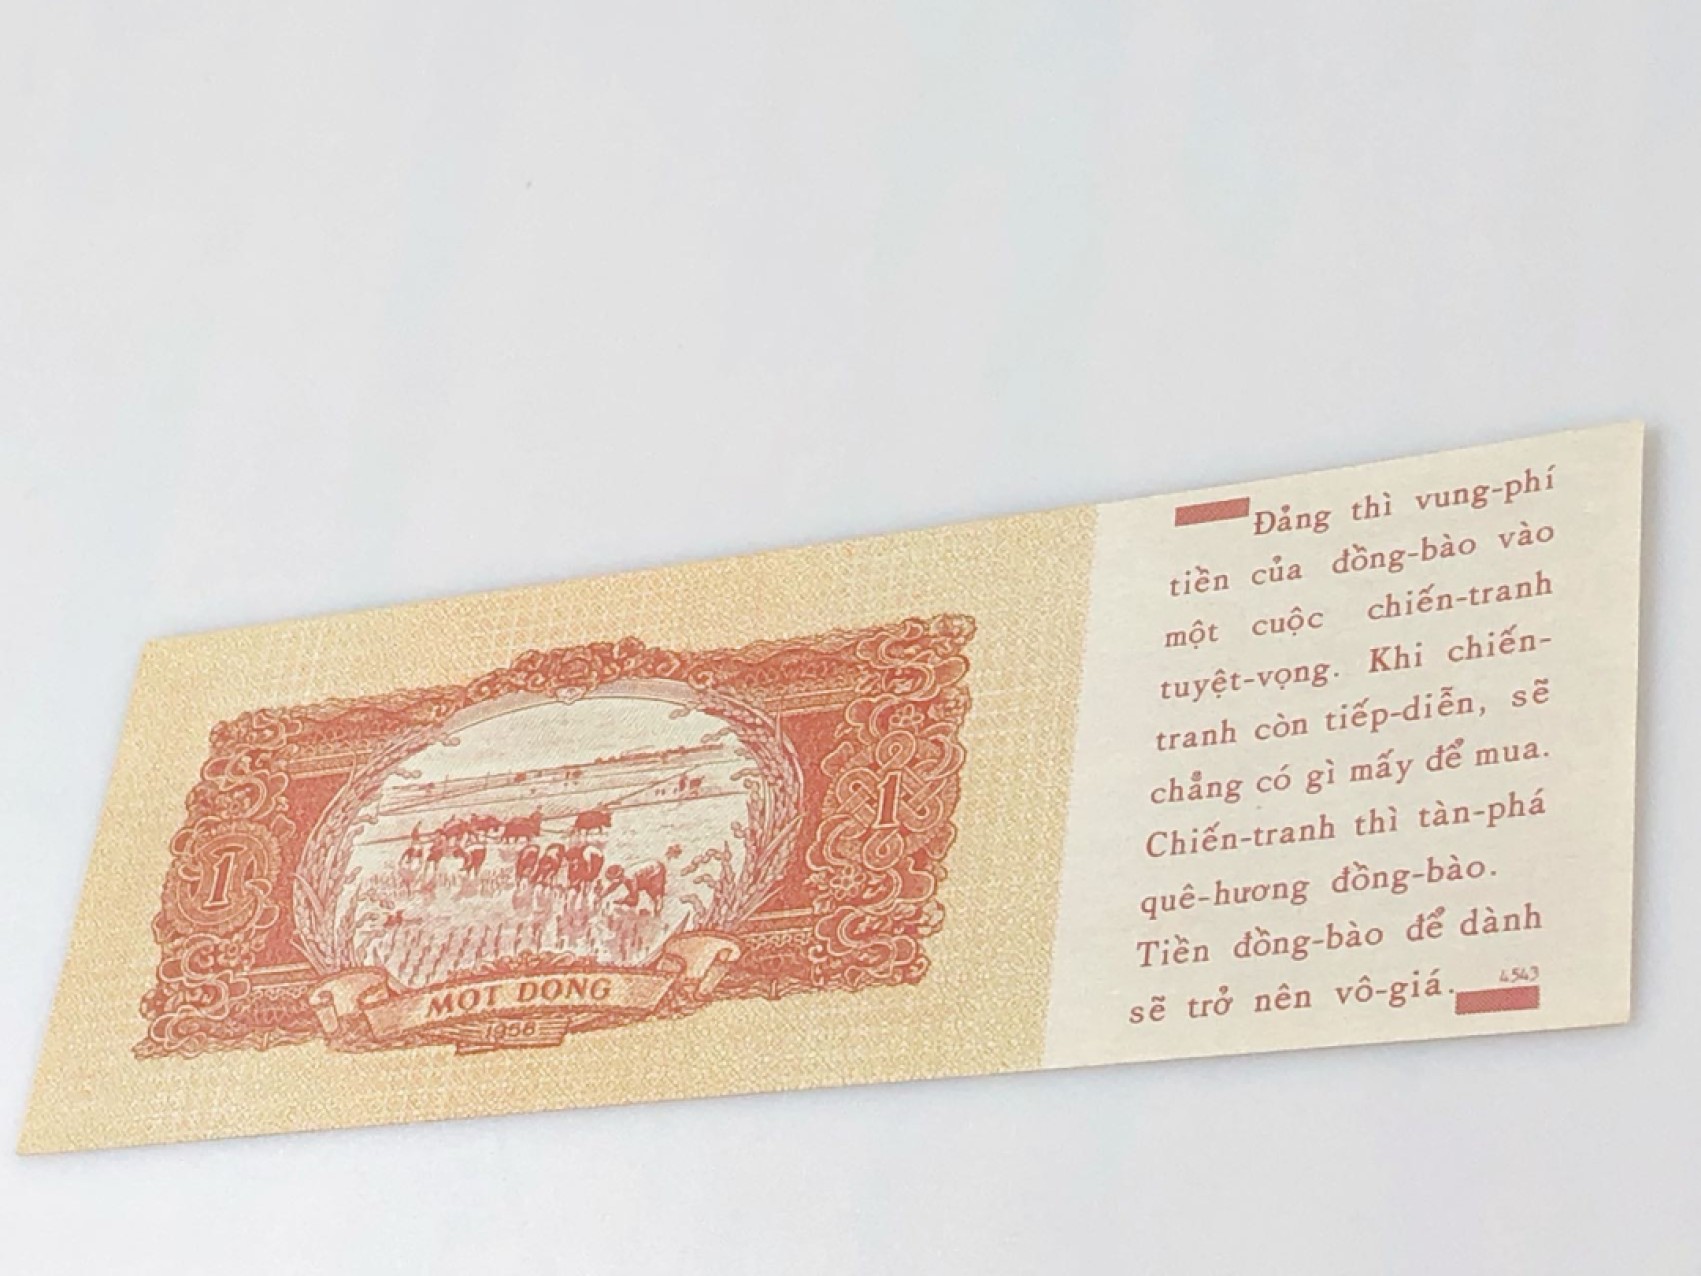 1
1
MỘT ĐỒNG
1958
Đảng thì vung-phí
tiền của đồng-bào vào
một cuộc chiến-tranh
tuyệt-vọng. Khi chiến-
tranh còn tiếp-diễn, sẽ
chẳng có gì mấy để mua.
Chiến-tranh thì tàn-phá
quê-hương đồng-bào.
Tiền đồng-bào để dành
sẽ trở nên vô-giá.
4543